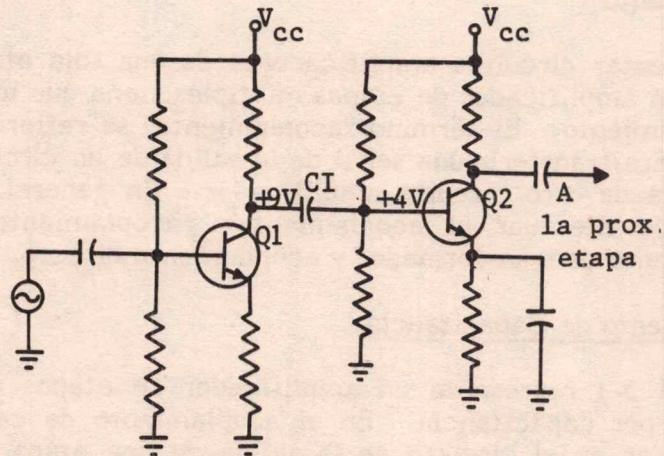 Vcc
Vcc
+9V
CI
+4V
Q1
Q2
A
la prox.
etapa